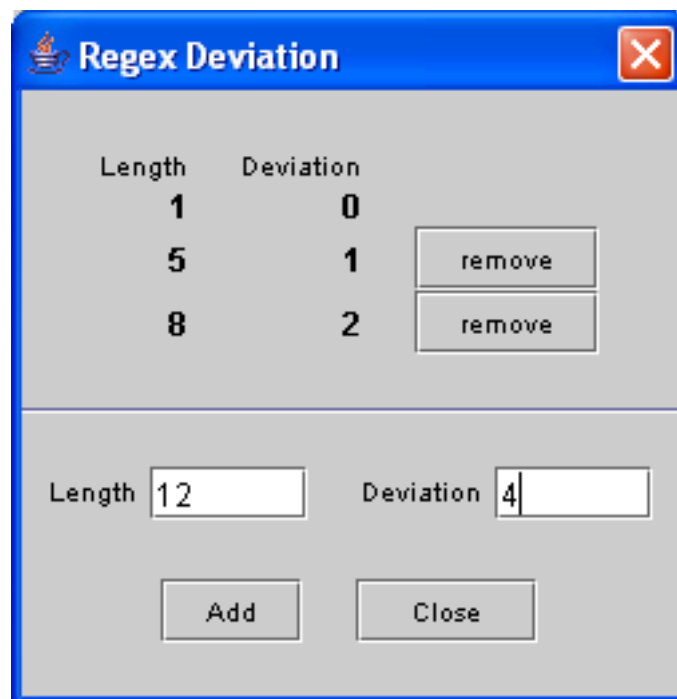 Regex Deviation
Length Deviation
1 0
5 1 remove
8 2 remove
Length 12 Deviation 4
Add Close